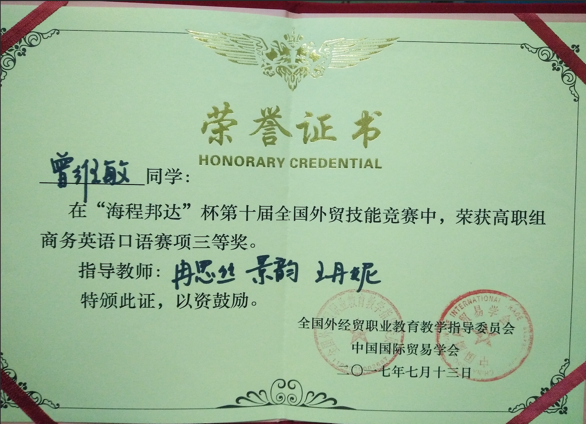 荣誉证书
HONORARY CREDENTIAL
曾维敏同学：
在“海程邦达”杯第十届全国外贸技能竞赛中，荣获高职组
商务英语口语赛项三等奖。
指导教师：冉思丝 景韵 王丹妮
特颁此证，以资鼓励。
全国外经贸职业教育教学指导委员会
中国国际贸易学会
二〇一七年七月十三日